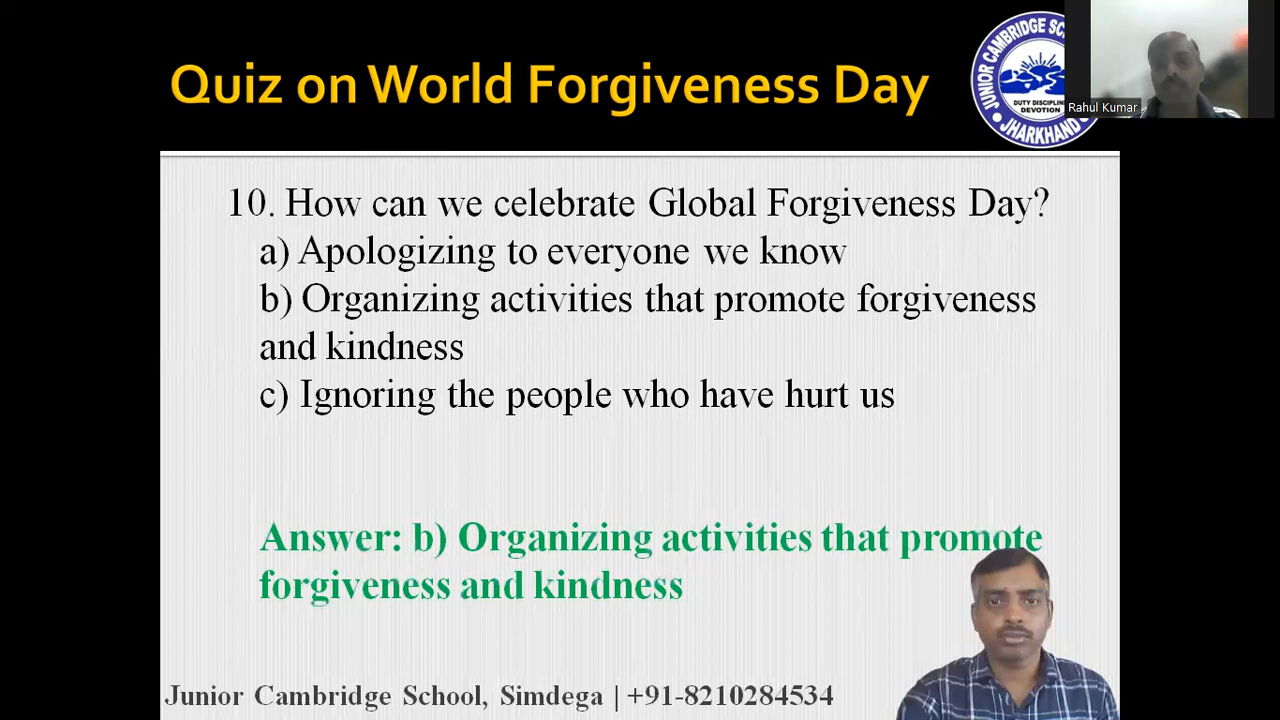 Quiz on World Forgiveness Day
JUNIOR CAMBRIDGE
DUTY DISCIPLINE
DEVOTION
JHARKHAND
Rahul Kumar
10. How can we celebrate Global Forgiveness Day?
a) Apologizing to everyone we know
b) Organizing activities that promote forgiveness
and kindness
c) Ignoring the people who have hurt us
Answer: b) Organizing activities that promote
forgiveness and kindness
Junior Cambridge School, Simdega | +91-8210284534